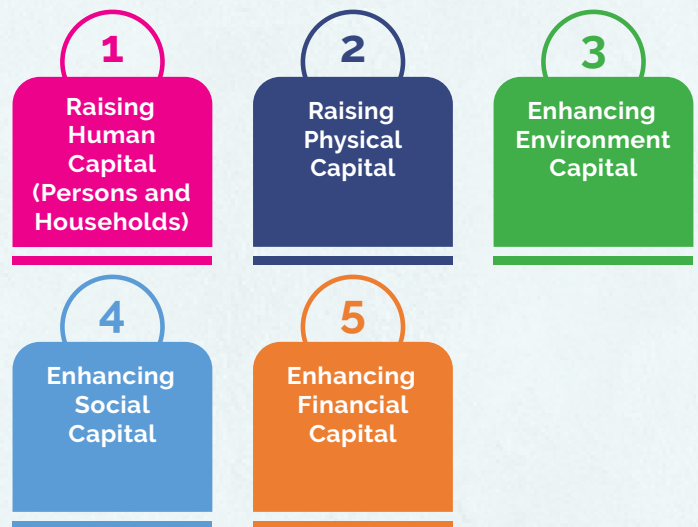 1
Raising
Human
Capital
(Persons and
Households)
2
Raising
Physical
Capital
3
Enhancing
Environment
Capital
4
Enhancing
Social
Capital
5
Enhancing
Financial
Capital